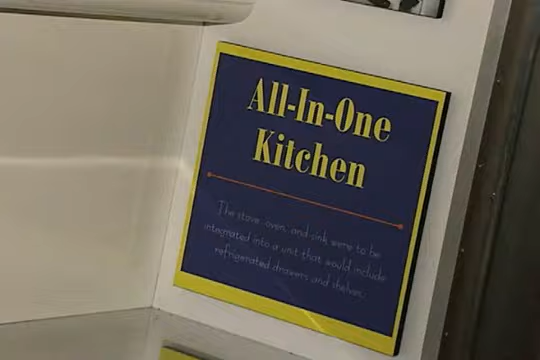 All-In-One
Kitchen
The stove, oven, and sink were to be
integrated into a unit that would include
refrigerated drawers and shelves.